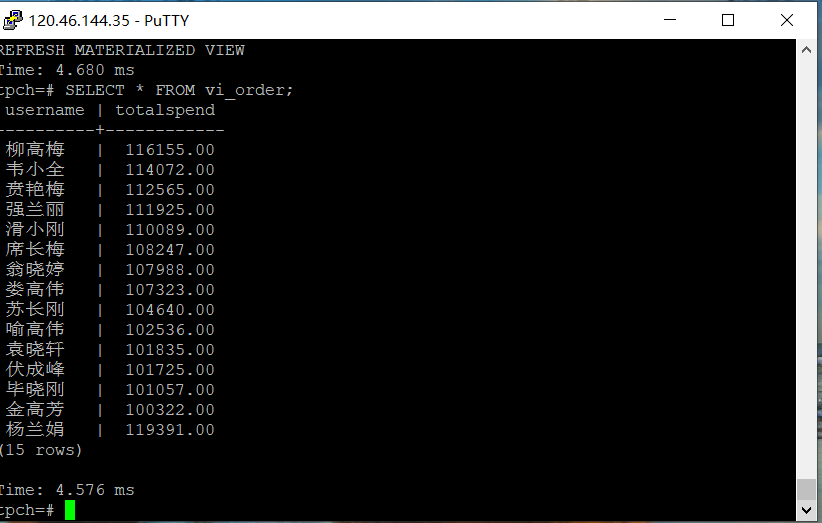 120.46.144.35 - PuTTY
REFRESH MATERIALIZED VIEW
Time: 4.680 ms
tpch=# SELECT * FROM vi_order;
username | totalspend
----------+------------
柳高梅 | 116155.00
韦小全 | 114072.00
贲艳梅 | 112565.00
强兰丽 | 111925.00
滑小刚 | 110089.00
席长梅 | 108247.00
翁晓婷 | 107988.00
娄高伟 | 107323.00
苏长刚 | 104640.00
喻高伟 | 102536.00
袁晓轩 | 101835.00
伏成峰 | 101725.00
毕晓刚 | 101057.00
金高芳 | 100322.00
杨兰娟 | 119391.00
(15 rows)
Time: 4.576 ms
tpch=#